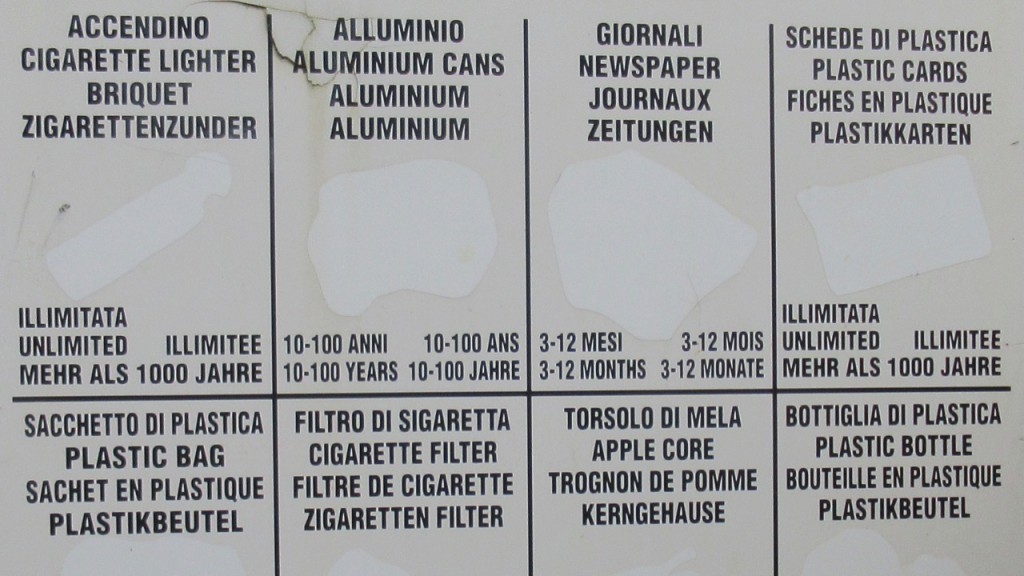 ACCENDINO
CIGARETTE LIGHTER
BRIQUET
ZIGARETTENZUNDER
ILLIMITATA
UNLIMITED ILLIMITEE
MEHR ALS 1000 JAHRE
ALLUMINIO
ALUMINIUM CANS
ALUMINIUM
ALUMINIUM
10-100 ANNI 10-100 ANS
10-100 YEARS 10-100 JAHRE
GIORNALI
NEWSPAPER
JOURNAUX
ZEITUNGEN
3-12 MESI 3-12 MOIS
3-12 MONTHS 3-12 MONATE
SCHEDE DI PLASTICA
PLASTIC CARDS
FICHES EN PLASTIQUE
PLASTIKKARTEN
ILLIMITATA
UNLIMITED ILLIMITEE
MEHR ALS 1000 JAHRE
SACCHETTO DI PLASTICA
PLASTIC BAG
SACHET EN PLASTIQUE
PLASTIKBEUTEL
FILTRO DI SIGARETTA
CIGARETTE FILTER
FILTRE DE CIGARETTE
ZIGARETTEN FILTER
TORSOLO DI MELA
APPLE CORE
TROGNON DE POMME
KERNGEHAUSE
BOTTIGLIA DI PLASTICA
PLASTIC BOTTLE
BOUTEILLE EN PLASTIQUE
PLASTIKBEUTEL